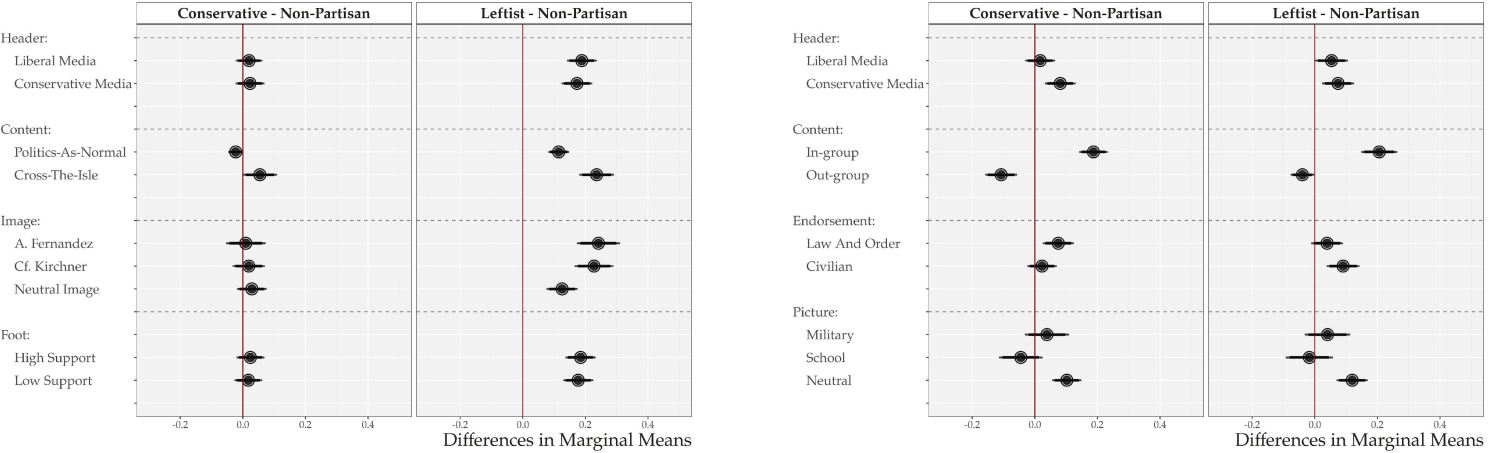 Conservative - Non-Partisan
Leftist - Non-Partisan
Header:
Liberal Media
Conservative Media
Content:
Politics-As-Normal
Cross-The-Isle
Image:
A. Fernandez
Cf. Kirchner
Neutral Image
Foot:
High Support
Low Support
-0.2 0.0 0.2 0.4
-0.2 0.0 0.2 0.4
Differences in Marginal Means
Conservative - Non-Partisan
Leftist - Non-Partisan
Header:
Liberal Media
Conservative Media
Content:
In-group
Out-group
Endorsement:
Law And Order
Civilian
Picture:
Military
School
Neutral
-0.2 0.0 0.2 0.4
-0.2 0.0 0.2 0.4
Differences in Marginal Means